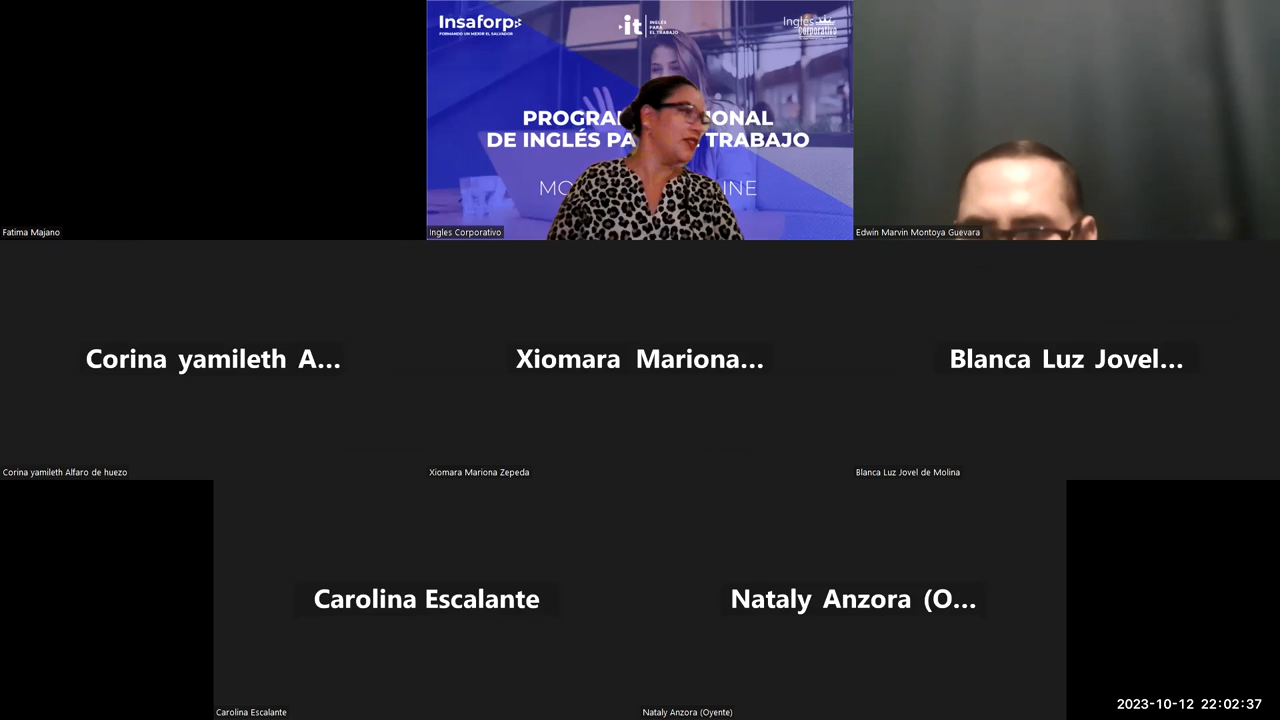 Insaforp
FORMANDO UN MEJOR EL SALVADOR
it
INGLÉS
PARA
EL TRABAJO
Inglés
Corporativo
PROGRA IONAL
DE INGLÉS PA TRABAJO
MO INE
Fatima Majano
Ingles Corporativo
Edwin Marvin Montoya Guevara
Corina yamileth A...
Xiomara Mariona...
Blanca Luz Jovel...
Corina yamileth Alfaro de huezo
Xiomara Mariona Zepeda
Blanca Luz Jovel de Molina
Carolina Escalante
Nataly Anzora (O...
Carolina Escalante
Nataly Anzora (Oyente)
2023-10-12 22:02:37